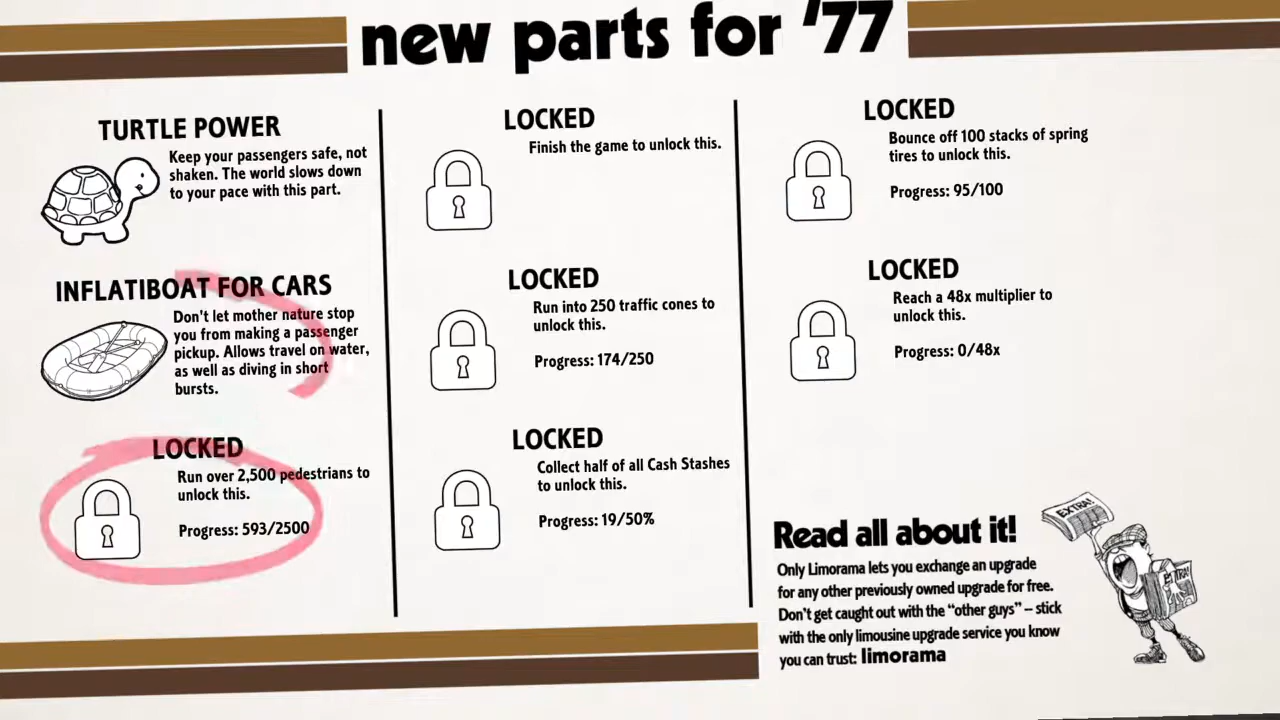 new parts for '77
TURTLE POWER
Keep your passengers safe, not
shaken. The world slows down
to your pace with this part.
INFLATIBOAT FOR CARS
Don't let mother nature stop
you from making a passenger
pickup. Allows travel on water,
as well as diving in short
bursts.
LOCKED
Run over 2,500 pedestrians to
unlock this.
Progress: 593/2500
LOCKED
Finish the game to unlock this.
LOCKED
Run into 250 traffic cones to
unlock this.
Progress: 174/250
LOCKED
Collect half of all Cash Stashes
to unlock this.
Progress: 19/50%
LOCKED
Bounce off 100 stacks of spring
tires to unlock this.
Progress: 95/100
LOCKED
Reach a 48x multiplier to
unlock this.
Progress: 0/48x
Read all about it!
Only Limorama lets you exchange an upgrade
for any other previously owned upgrade for free.
Don't get caught out with the "other guys" – stick
with the only limousine upgrade service you know
you can trust: limorama
EXTRA!
EXTRA!